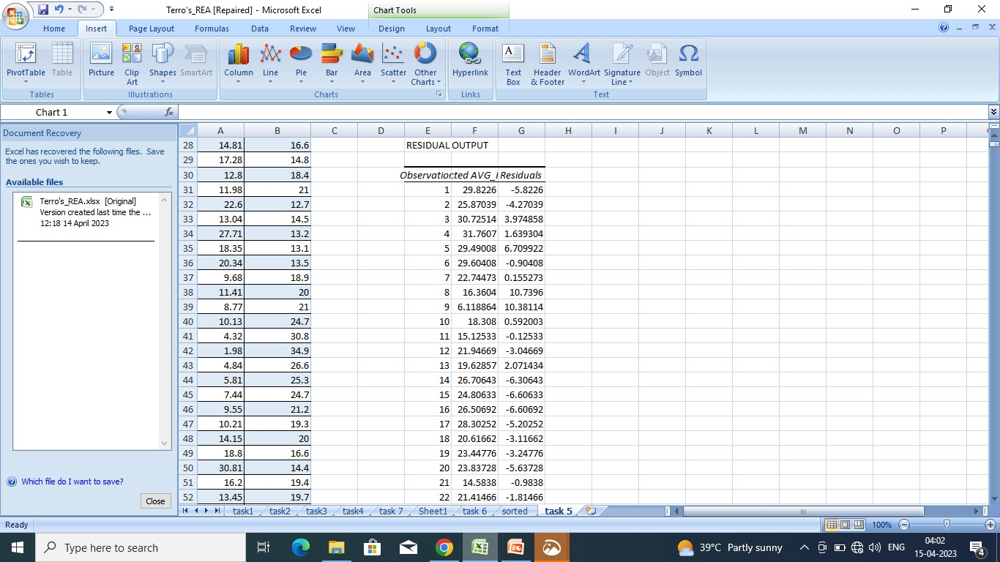 Terro's_REA [Repaired] - Microsoft Excel
Chart Tools
Home Insert Page Layout Formulas Data Review View Design Layout Format
PivotTable Table Picture Clip Art Shapes SmartArt Column Line Pie Bar Area Scatter Other Charts Hyperlink Text Box Header & Footer WordArt Signature Line Object Symbol
Tables Illustrations Charts Links Text
Chart 1 fx
Document Recovery
Excel has recovered the following files. Save
the ones you wish to keep.
Available files
Terro's_REA.xlsx [Original]
Version created last time the ...
12:18 14 April 2023
Which file do I want to save?
Close
A B C D E F G H I J K L M N O P
28 14.81 16.6 RESIDUAL OUTPUT
29 17.28 14.8
30 12.8 18.4 Observation cted AVG_ Residuals
31 11.98 21 1 29.8226 -5.8226
32 22.6 12.7 2 25.87039 -4.27039
33 13.04 14.5 3 30.72514 3.974858
34 27.71 13.2 4 31.7607 1.639304
35 18.35 13.1 5 29.49008 6.709922
36 20.34 13.5 6 29.60408 -0.90408
37 9.68 18.9 7 22.74473 0.155273
38 11.41 20 8 16.3604 10.7396
39 8.77 21 9 6.118864 10.38114
40 10.13 24.7 10 18.308 0.592003
41 4.32 30.8 11 15.12533 -0.12533
42 1.98 34.9 12 21.94669 -3.04669
43 4.84 26.6 13 19.62857 2.071434
44 5.81 25.3 14 26.70643 -6.30643
45 7.44 24.7 15 24.80633 -6.60633
46 9.55 21.2 16 26.50692 -6.60692
47 10.21 19.3 17 28.30252 -5.20252
48 14.15 20 18 20.61662 -3.11662
49 18.8 16.6 19 23.44776 -3.24776
50 30.81 14.4 20 23.83728 -5.63728
51 16.2 19.4 21 14.5838 -0.9838
52 13.45 19.7 22 21.41466 -1.81466
task1 task2 task3 task4 task 7 Sheet1 task 6 sorted task 5
Ready 100%
Type here to search 39°C Partly sunny ENG 04:02
15-04-2023 4